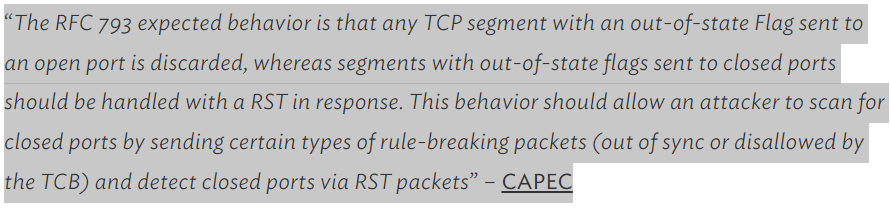 “The RFC 793 expected behavior is that any TCP segment with an out-of-state Flag sent to
an open port is discarded, whereas segments with out-of-state flags sent to closed ports
should be handled with a RST in response. This behavior should allow an attacker to scan for
closed ports by sending certain types of rule-breaking packets (out of sync or disallowed by
the TCB) and detect closed ports via RST packets” – CAPEC